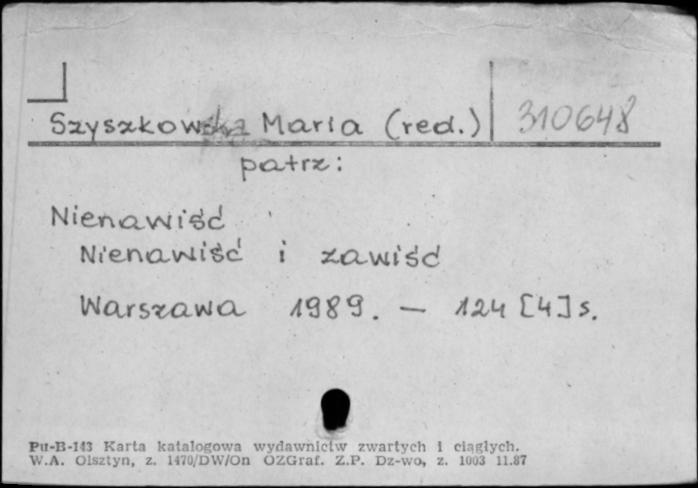 Szyszkowska Maria (red.) 310648
patrz:
Nienawiść
Nienawiść i zawiść
Warszawa 1989. — 124 [4] s.
Pu-B-143 Karta katalogowa wydawnictw zwartych i ciągłych.
W.A. Olsztyn, z. 1470/DW/On OZGraf. Z.P. Dz-wo, z. 1003 11.87